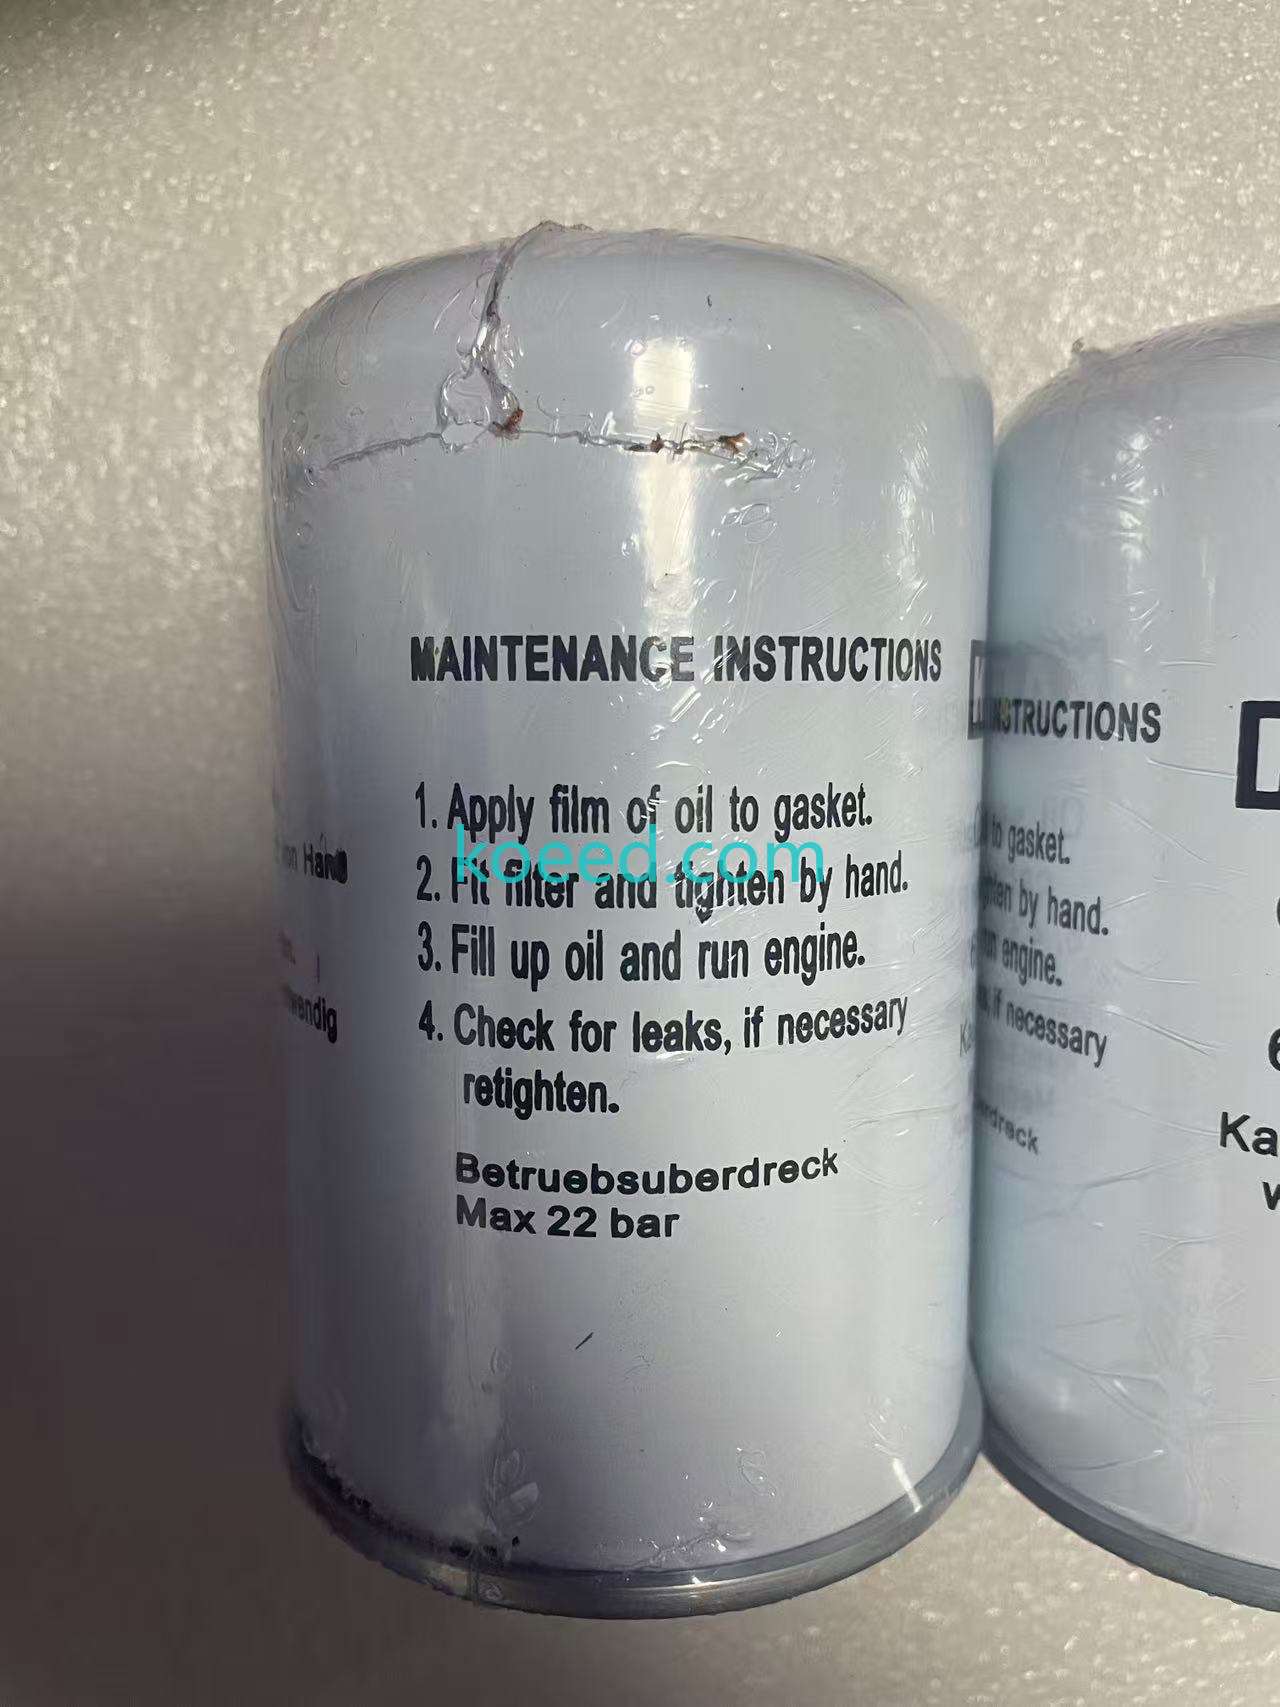 MAINTENANCE INSTRUCTIONS
1. Apply film of oil to gasket.
2. Fit filter and tighten by hand.
3. Fill up oil and run engine.
4. Check for leaks, if necessary
retighten.
Betruebsuberdreck
Max 22 bar
koeed.com
Hand
INSTRUCTIONS
to gasket.
by hand.
engine.
if necessary